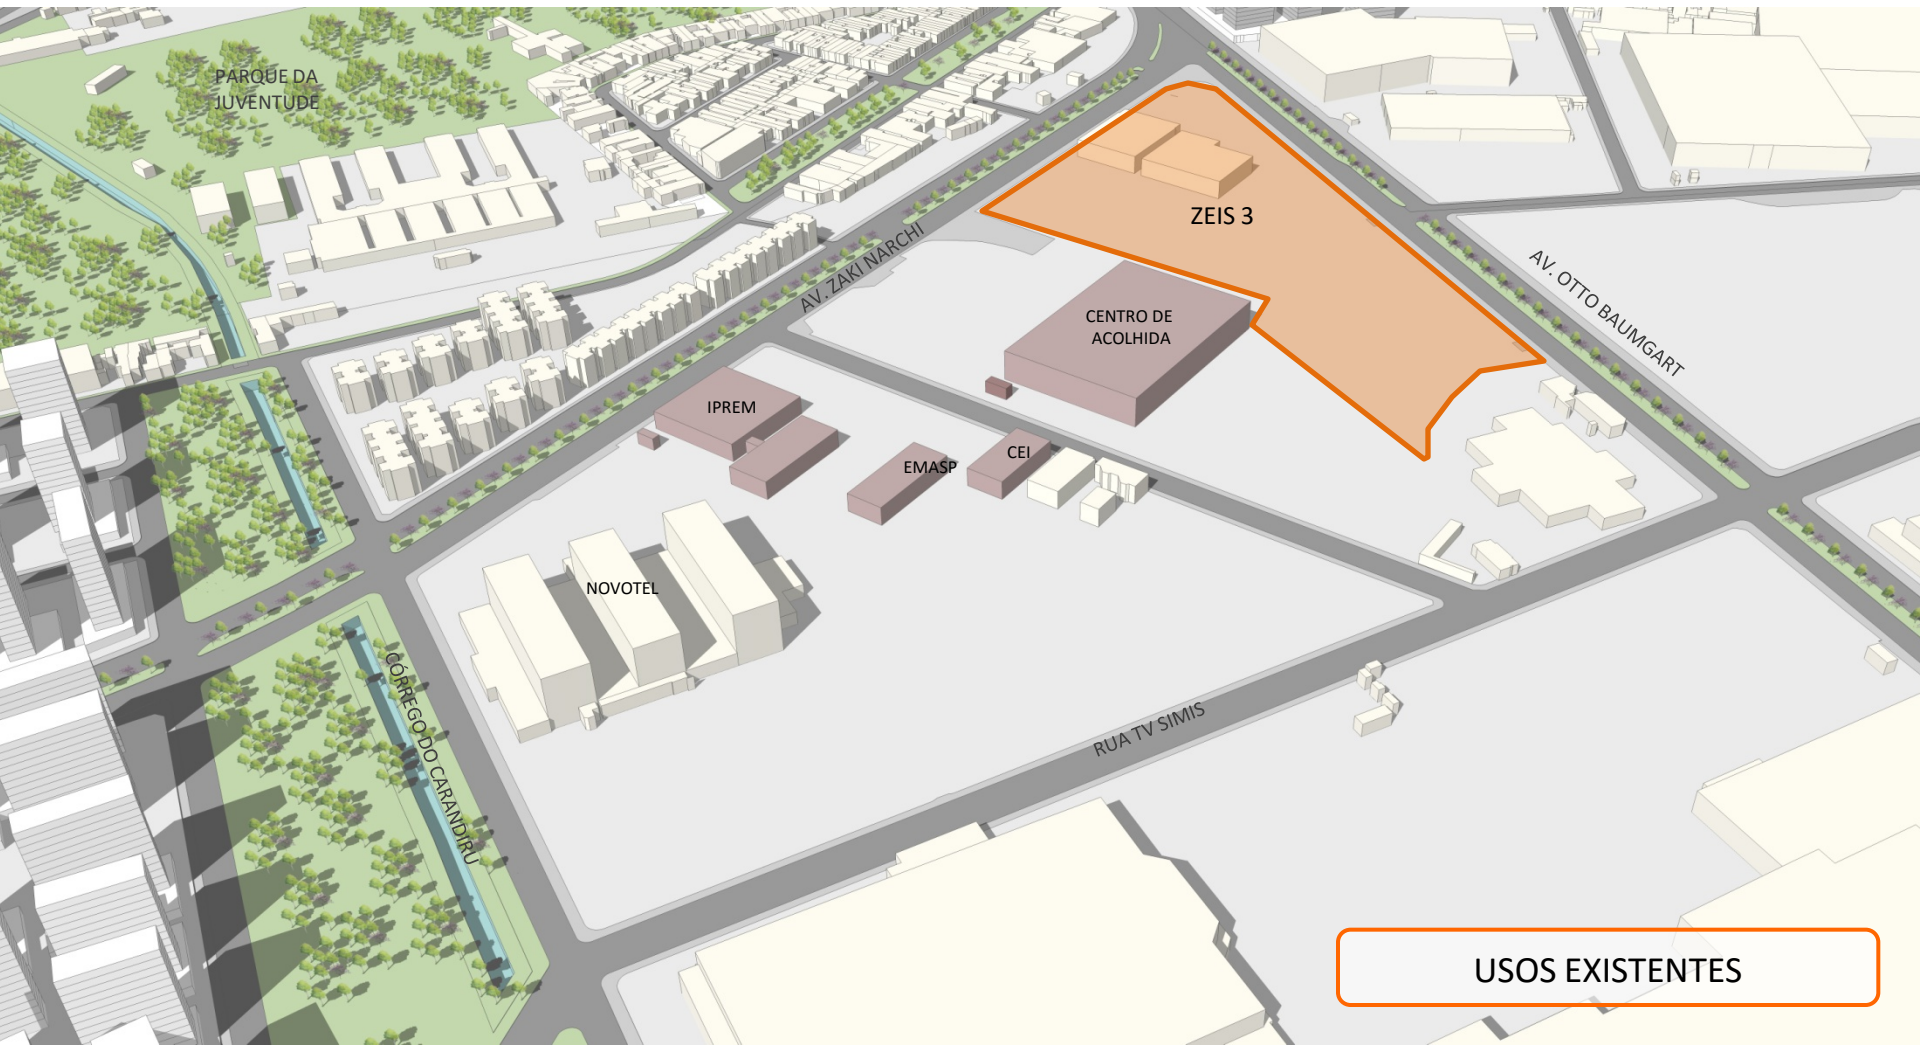 PARQUE DA
JUVENTUDE
ZEIS 3
AV. ZAKI NARCHI
AV. OTTO BAUMGART
CENTRO DE
ACOLHIDA
IPREM
CEI
EMASP
NOVOTEL
CÓRREGO DO CARANDIRU
RUA TV SIMIS
USOS EXISTENTES